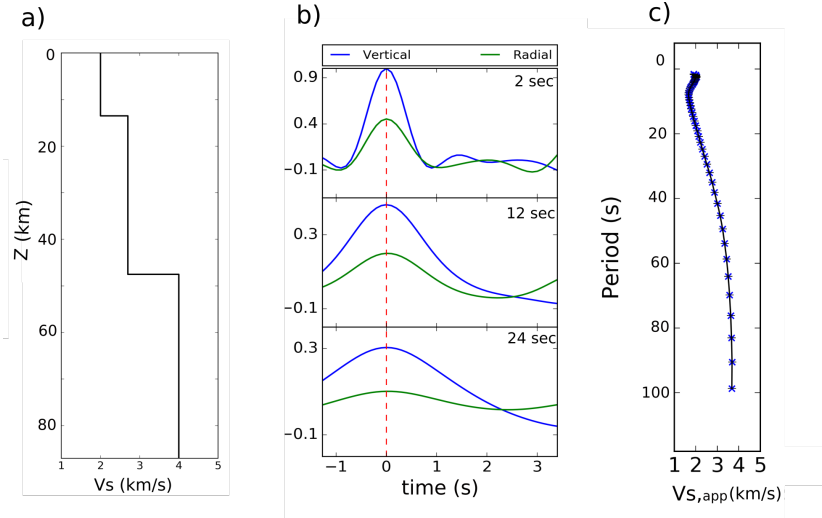 a)
0
20
40
60
80
Z (km)
1 2 3 4 5
Vs (km/s)
b)
Vertical Radial
2 sec
0.9
0.4
−0.1
12 sec
0.3
−0.1
24 sec
0.3
−0.1
−1 0 1 2 3
time (s)
c)
0
20
40
60
80
100
Period (s)
1 2 3 4 5
Vs,app(km/s)